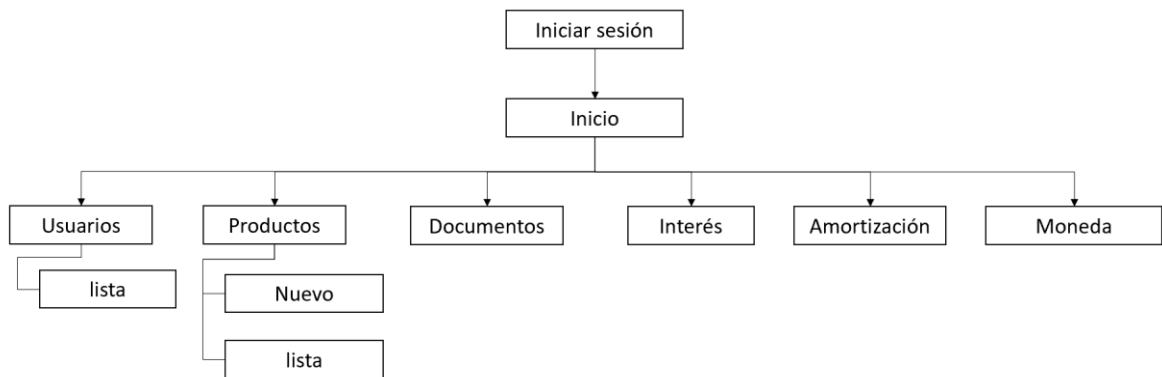 Iniciar sesión
Inicio
Usuarios
Productos
Documentos
Interés
Amortización
Moneda
lista
Nuevo
lista